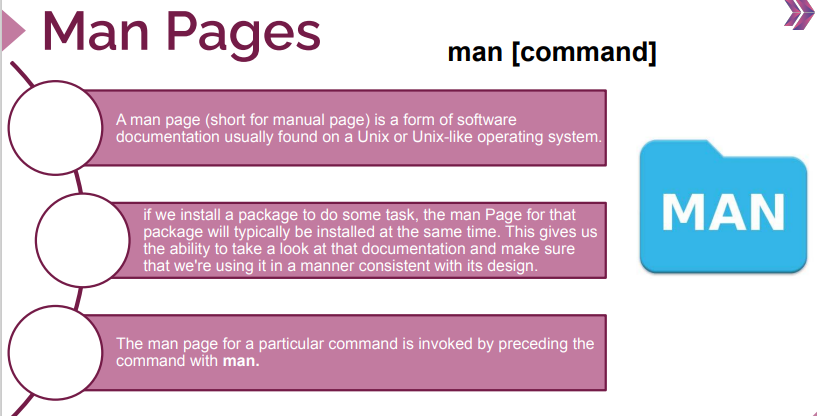 Man Pages
man [command]
A man page (short for manual page) is a form of software
documentation usually found on a Unix or Unix-like operating system.
if we install a package to do some task, the man Page for that
package will typically be installed at the same time. This gives us
the ability to take a look at that documentation and make sure
that we're using it in a manner consistent with its design.
MAN
The man page for a particular command is invoked by preceding the
command with man.